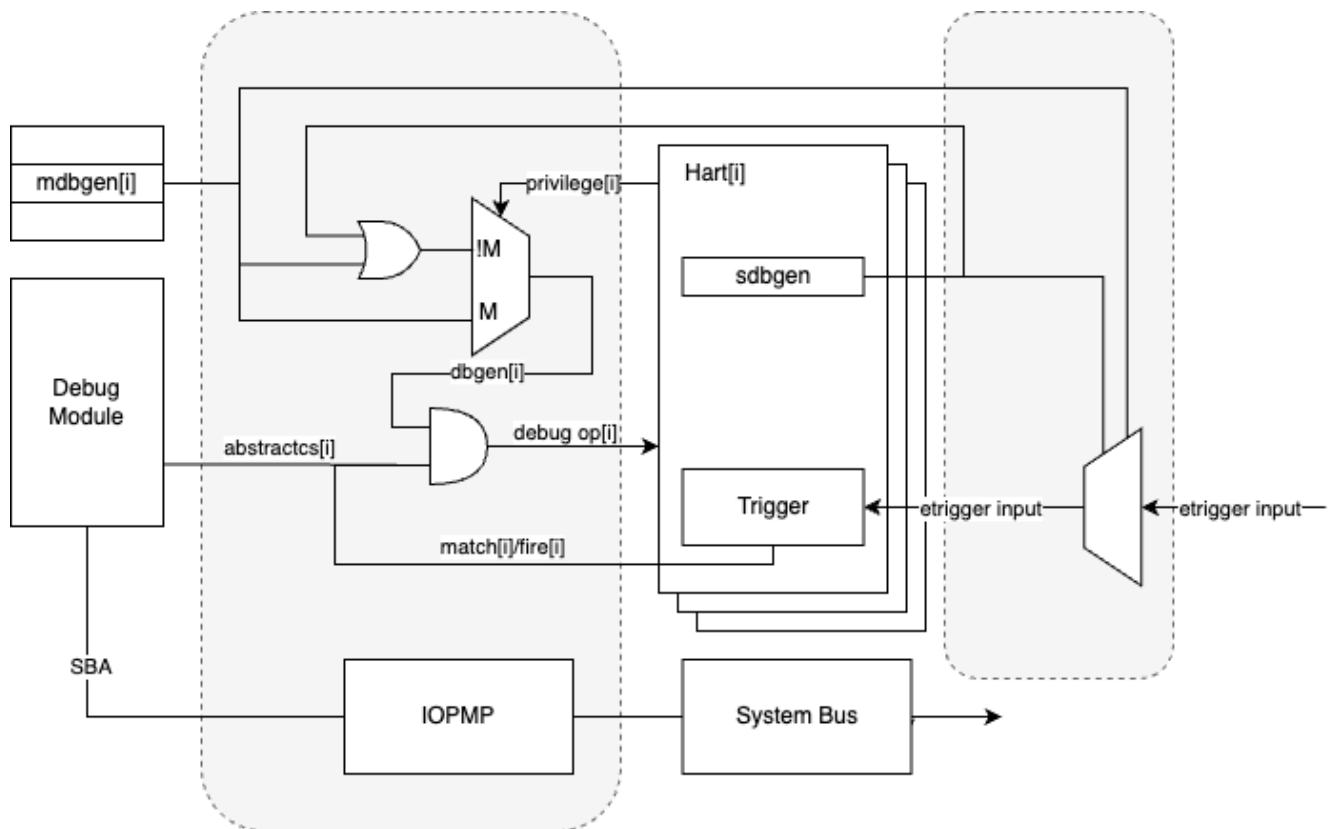 mdbgen[i]
privilege[i]
Hart[i]
!M
sdbgen
M
dbgen[i]
Debug
Module
debug op[i]
abstractcs[i]
Trigger
etrigger input
etrigger input
match[i]/fire[i]
SBA
IOPMP
System Bus